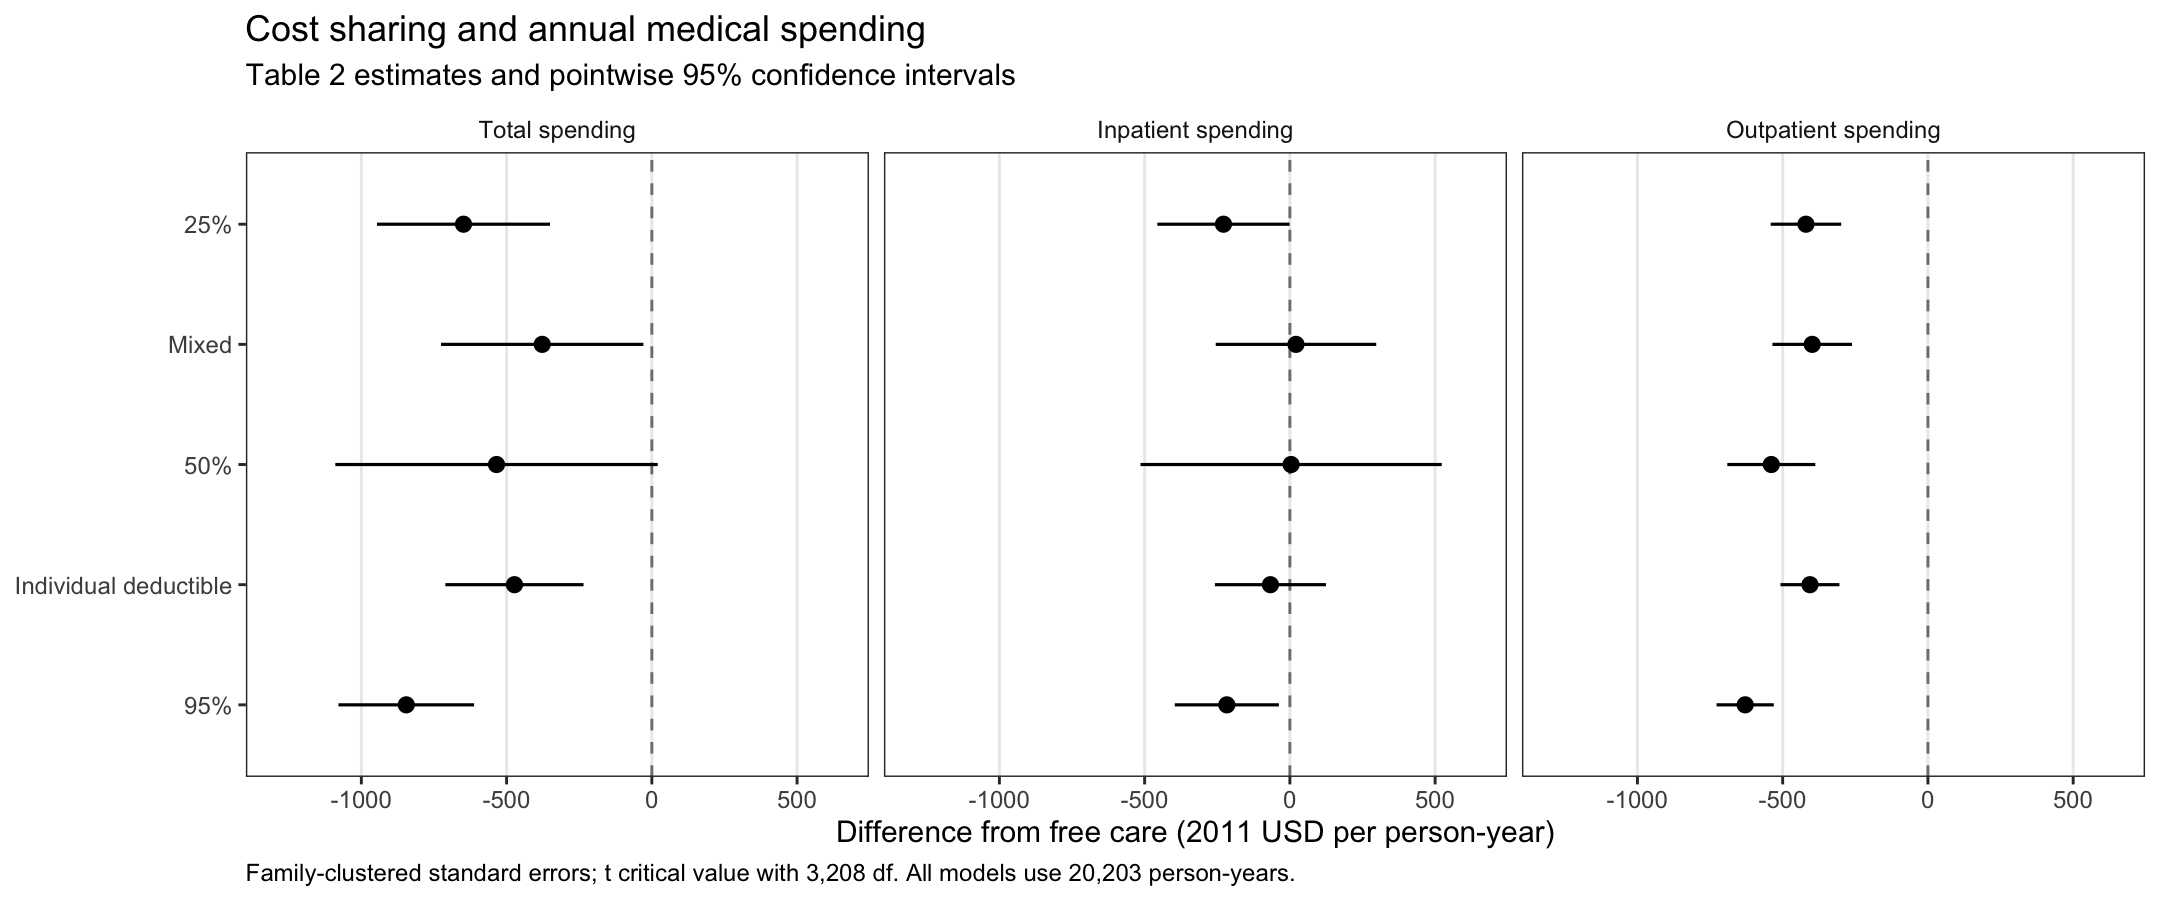 Cost sharing and annual medical spending
Table 2 estimates and pointwise 95% confidence intervals
Total spending
Inpatient spending
Outpatient spending
25%
Mixed
50%
Individual deductible
95%
-1000 -500 0 500
-1000 -500 0 500
-1000 -500 0 500
Difference from free care (2011 USD per person-year)
Family-clustered standard errors; t critical value with 3,208 df. All models use 20,203 person-years.